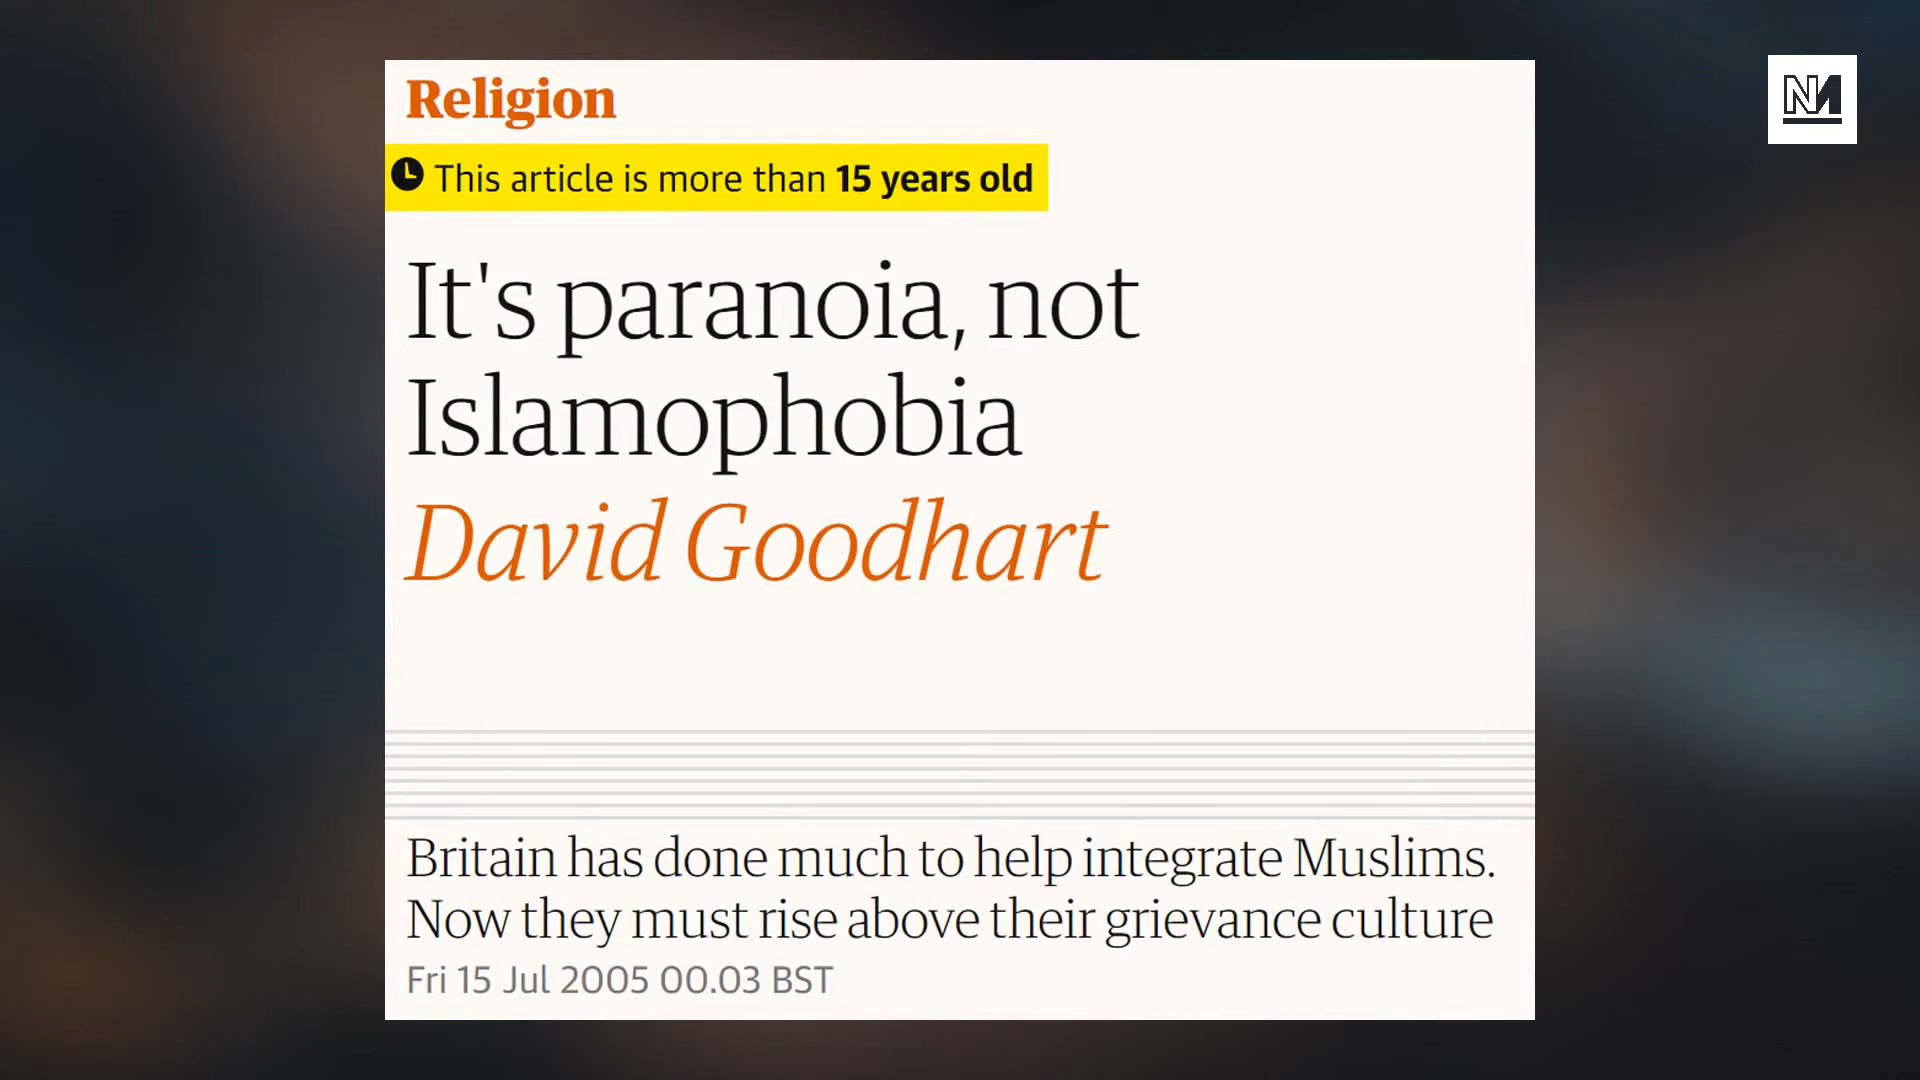 NM
Religion
This article is more than 15 years old
It's paranoia, not
Islamophobia
David Goodhart
Britain has done much to help integrate Muslims.
Now they must rise above their grievance culture
Fri 15 Jul 2005 00.03 BST